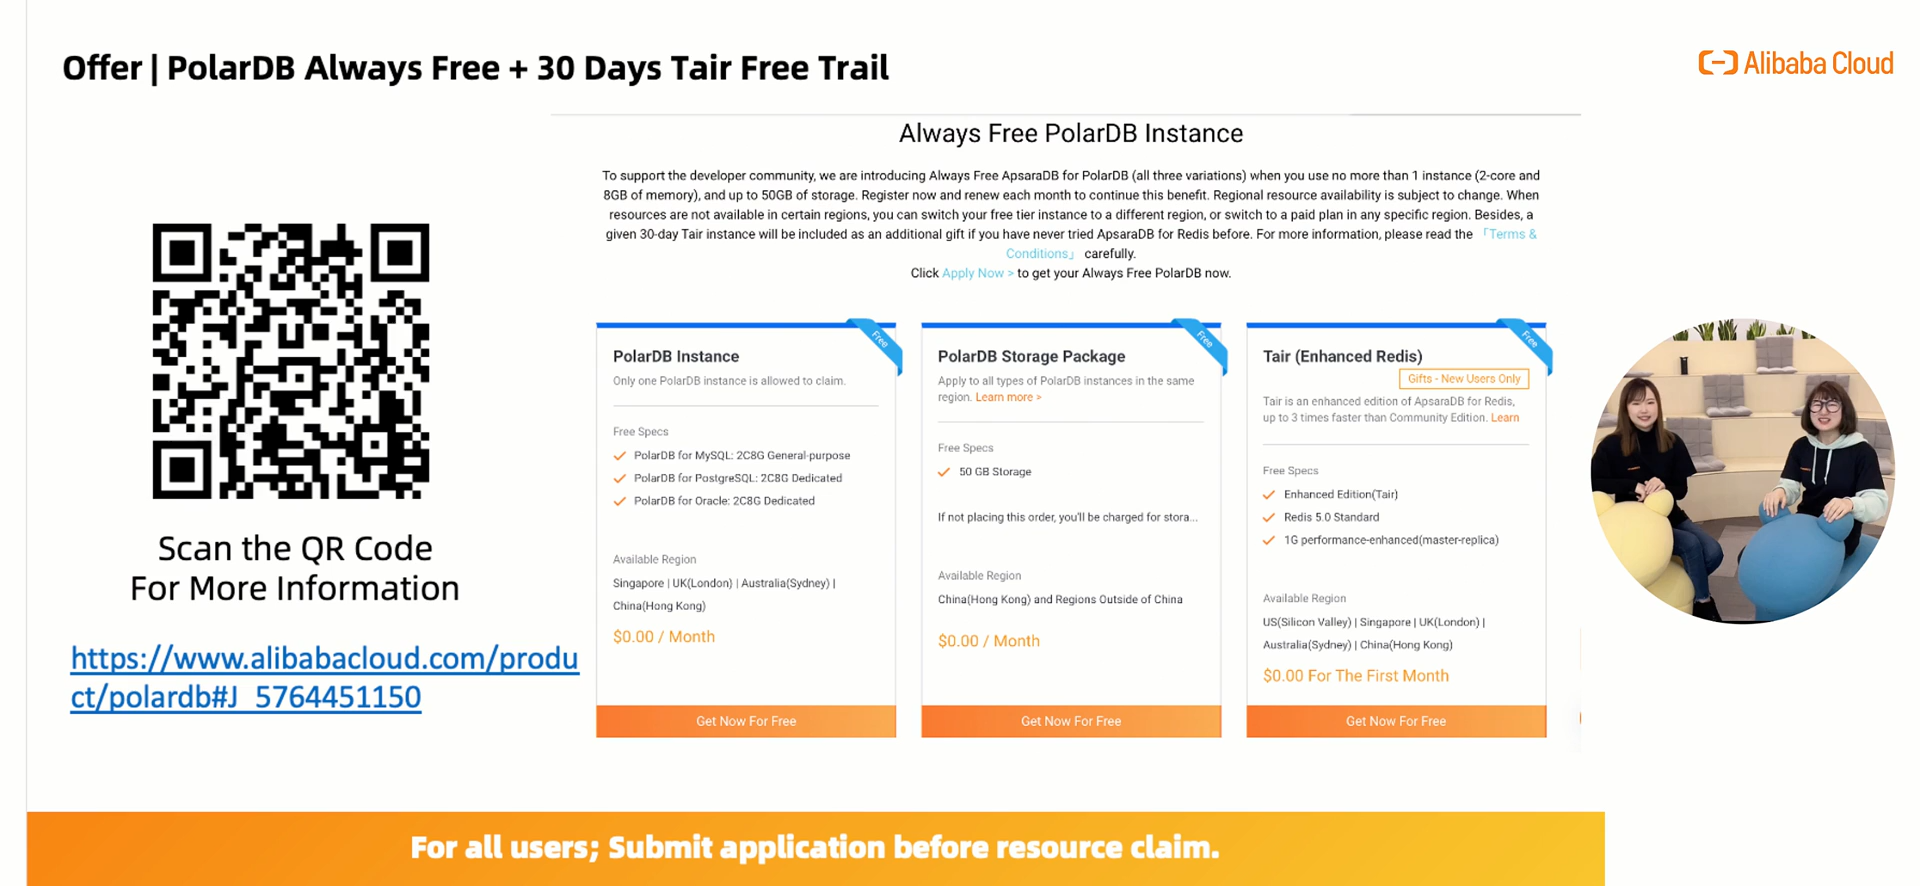 Offer | PolarDB Always Free + 30 Days Tair Free Trail
Alibaba Cloud
Always Free PolarDB Instance
To support the developer community, we are introducing Always Free ApsaraDB for PolarDB (all three variations) when you use no more than 1 instance (2-core and
8GB of memory), and up to 50GB of storage. Register now and renew each month to continue this benefit. Regional resource availability is subject to change. When
resources are not available in certain regions, you can switch your free tier instance to a different region, or switch to a paid plan in any specific region. Besides, a
given 30-day Tair instance will be included as an additional gift if you have never tried ApsaraDB for Redis before. For more information, please read the 「Terms &
Conditions」 carefully.
Click Apply Now > to get your Always Free PolarDB now.
Scan the QR Code
For More Information
https://www.alibabacloud.com/produ
ct/polardb#J_5764451150
Free
PolarDB Instance
Only one PolarDB instance is allowed to claim.
Free Specs
PolarDB for MySQL: 2C8G General-purpose
PolarDB for PostgreSQL: 2C8G Dedicated
PolarDB for Oracle: 2C8G Dedicated
Available Region
Singapore | UK(London) | Australia(Sydney) |
China(Hong Kong)
$0.00 / Month
Get Now For Free
Free
PolarDB Storage Package
Apply to all types of PolarDB instances in the same
region. Learn more >
Free Specs
50 GB Storage
If not placing this order, you'll be charged for stora...
Available Region
China(Hong Kong) and Regions Outside of China
$0.00 / Month
Get Now For Free
Free
Tair (Enhanced Redis)
Gifts - New Users Only
Tair is an enhanced edition of ApsaraDB for Redis,
up to 3 times faster than Community Edition. Learn
Free Specs
Enhanced Edition(Tair)
Redis 5.0 Standard
1G performance-enhanced(master-replica)
Available Region
US(Silicon Valley) | Singapore | UK(London) |
Australia(Sydney) | China(Hong Kong)
$0.00 For The First Month
Get Now For Free
For all users; Submit application before resource claim.